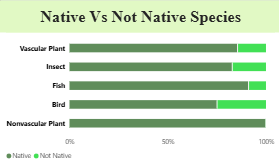 Native Vs Not Native Species
Vascular Plant
Insect
Fish
Bird
Nonvascular Plant
0% 50% 100%
Native Not Native